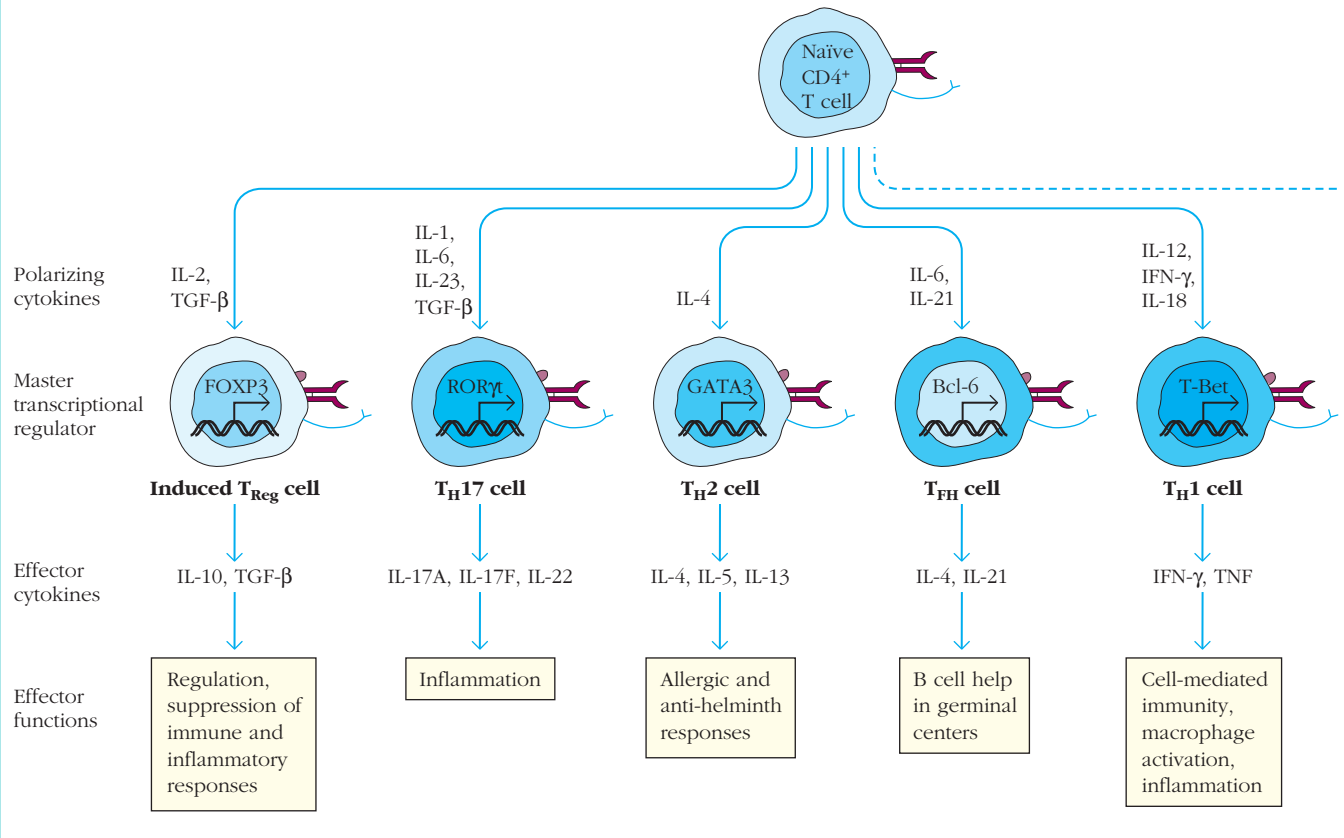 Naïve
CD4+
T cell
Polarizing
cytokines
IL-2,
TGF-β
IL-1,
IL-6,
IL-23,
TGF-β
IL-4
IL-6,
IL-21
IL-12,
IFN-γ,
IL-18
Master
transcriptional
regulator
FOXP3
RORγt
GATA3
Bcl-6
T-Bet
Induced TReg cell
TH17 cell
TH2 cell
TFH cell
TH1 cell
Effector
cytokines
IL-10, TGF-β
IL-17A, IL-17F, IL-22
IL-4, IL-5, IL-13
IL-4, IL-21
IFN-γ, TNF
Effector
functions
Regulation,
suppression of
immune and
inflammatory
responses
Inflammation
Allergic and
anti-helminth
responses
B cell help
in germinal
centers
Cell-mediated
immunity,
macrophage
activation,
inflammation